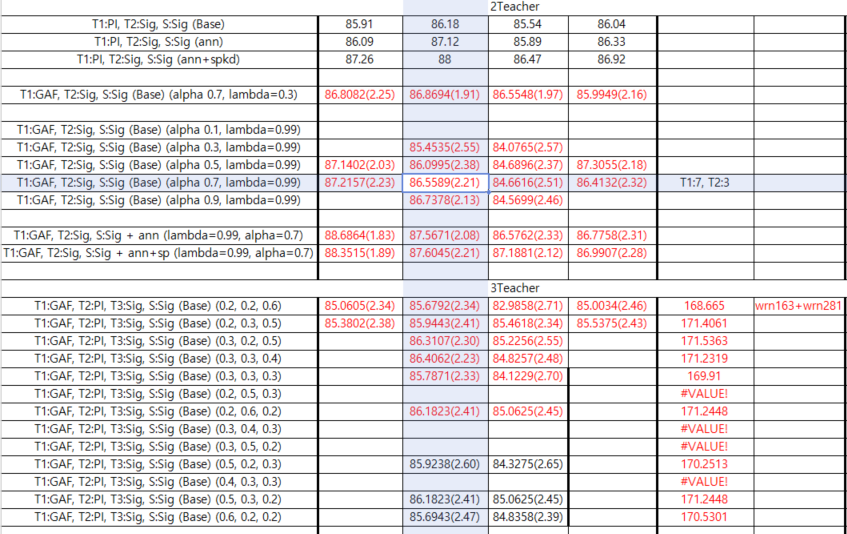 2Teacher
T1:PI, T2:Sig, S:Sig (Base) 85.91 86.18 85.54 86.04
T1:PI, T2:Sig, S:Sig (ann) 86.09 87.12 85.89 86.33
T1:PI, T2:Sig, S:Sig (ann+spkd) 87.26 88 86.47 86.92
T1:GAF, T2:Sig, S:Sig (Base) (alpha 0.7, lambda=0.3) 86.8082(2.25) 86.8694(1.91) 86.5548(1.97) 85.9949(2.16)
T1:GAF, T2:Sig, S:Sig (Base) (alpha 0.1, lambda=0.99)
T1:GAF, T2:Sig, S:Sig (Base) (alpha 0.3, lambda=0.99) 85.4535(2.55) 84.0765(2.57)
T1:GAF, T2:Sig, S:Sig (Base) (alpha 0.5, lambda=0.99) 87.1402(2.03) 86.0995(2.38) 84.6896(2.37) 87.3055(2.18)
T1:GAF, T2:Sig, S:Sig (Base) (alpha 0.7, lambda=0.99) 87.2157(2.23) 86.5589(2.21) 84.6616(2.51) 86.4132(2.32) T1:7, T2:3
T1:GAF, T2:Sig, S:Sig (Base) (alpha 0.9, lambda=0.99) 86.7378(2.13) 84.5699(2.46)
T1:GAF, T2:Sig, S:Sig + ann (lambda=0.99, alpha=0.7) 88.6864(1.83) 87.5671(2.08) 86.5762(2.33) 86.7758(2.31)
T1:GAF, T2:Sig, S:Sig + ann+sp (lambda=0.99, alpha=0.7) 88.3515(1.89) 87.6045(2.21) 87.1881(2.12) 86.9907(2.28)
3Teacher
T1:GAF, T2:PI, T3:Sig, S:Sig (Base) (0.2, 0.2, 0.6) 85.0605(2.34) 85.6792(2.34) 82.9858(2.71) 85.0034(2.46) 168.665 wrn163+wrn281
T1:GAF, T2:PI, T3:Sig, S:Sig (Base) (0.2, 0.3, 0.5) 85.3802(2.38) 85.9443(2.41) 85.4618(2.34) 85.5375(2.43) 171.4061
T1:GAF, T2:PI, T3:Sig, S:Sig (Base) (0.3, 0.2, 0.5) 86.3107(2.30) 85.2256(2.55) 171.5363
T1:GAF, T2:PI, T3:Sig, S:Sig (Base) (0.3, 0.3, 0.4) 86.4062(2.23) 84.8257(2.48) 171.2319
T1:GAF, T2:PI, T3:Sig, S:Sig (Base) (0.3, 0.3, 0.3) 85.7871(2.33) 84.1229(2.70) 169.91
T1:GAF, T2:PI, T3:Sig, S:Sig (Base) (0.2, 0.5, 0.3) #VALUE!
T1:GAF, T2:PI, T3:Sig, S:Sig (Base) (0.2, 0.6, 0.2) 86.1823(2.41) 85.0625(2.45) 171.2448
T1:GAF, T2:PI, T3:Sig, S:Sig (Base) (0.3, 0.4, 0.3) #VALUE!
T1:GAF, T2:PI, T3:Sig, S:Sig (Base) (0.3, 0.5, 0.2) #VALUE!
T1:GAF, T2:PI, T3:Sig, S:Sig (Base) (0.5, 0.2, 0.3) 85.9238(2.60) 84.3275(2.65) 170.2513
T1:GAF, T2:PI, T3:Sig, S:Sig (Base) (0.4, 0.3, 0.3) #VALUE!
T1:GAF, T2:PI, T3:Sig, S:Sig (Base) (0.5, 0.3, 0.2) 86.1823(2.41) 85.0625(2.45) 171.2448
T1:GAF, T2:PI, T3:Sig, S:Sig (Base) (0.6, 0.2, 0.2) 85.6943(2.47) 84.8358(2.39) 170.5301